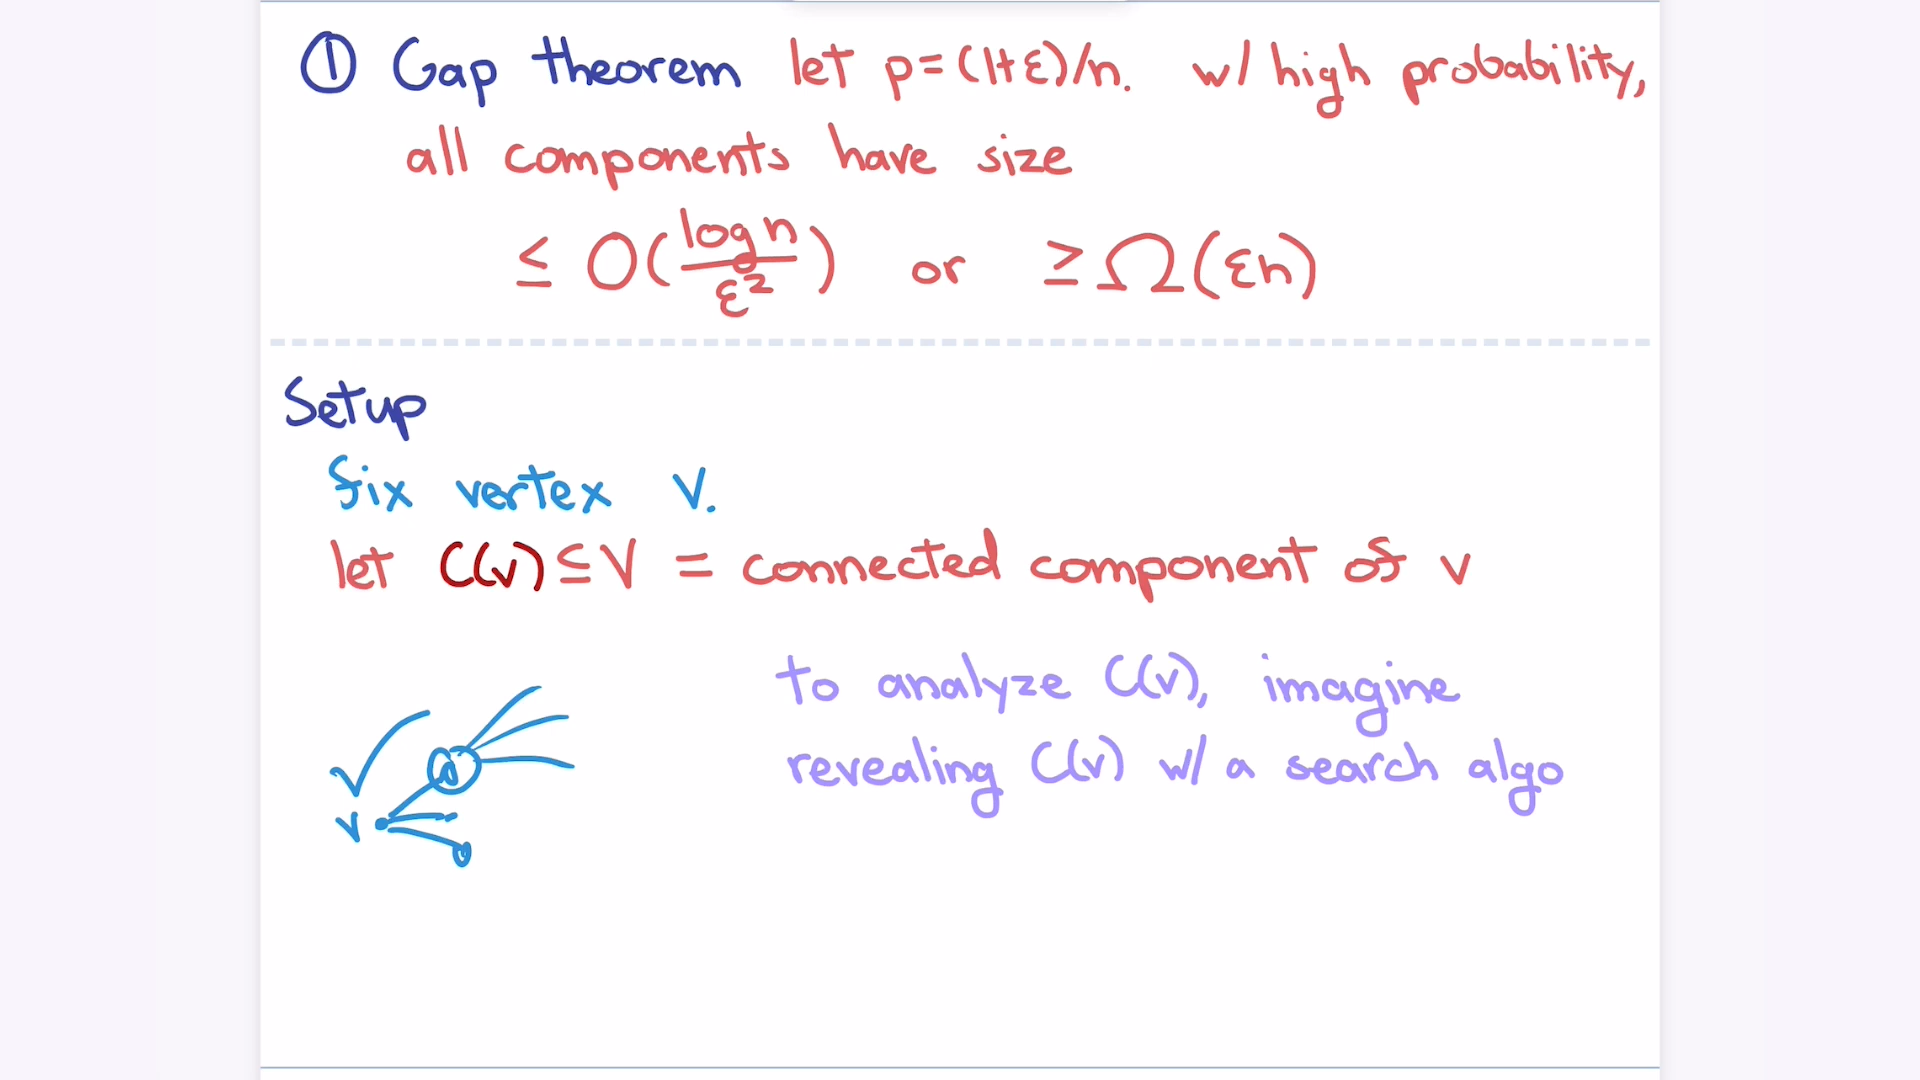 ① Gap theorem let p=(1+ε)/n. w/ high probability,
all components have size
≤ O(log n/ε²) or ≥ Ω(εn)
Setup
fix vertex v.
let C(v) ⊆ V = connected component of v
to analyze C(v), imagine
revealing C(v) w/ a search algo
v